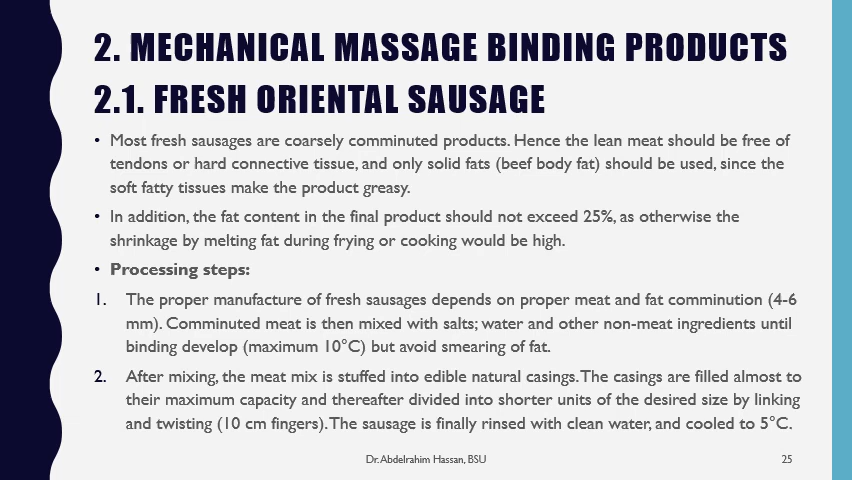 2. MECHANICAL MASSAGE BINDING PRODUCTS
2.1. FRESH ORIENTAL SAUSAGE
• Most fresh sausages are coarsely comminuted products. Hence the lean meat should be free of
tendons or hard connective tissue, and only solid fats (beef body fat) should be used, since the
soft fatty tissues make the product greasy.
• In addition, the fat content in the final product should not exceed 25%, as otherwise the
shrinkage by melting fat during frying or cooking would be high.
• Processing steps:
1. The proper manufacture of fresh sausages depends on proper meat and fat comminution (4-6
mm). Comminuted meat is then mixed with salts; water and other non-meat ingredients until
binding develop (maximum 10°C) but avoid smearing of fat.
2. After mixing, the meat mix is stuffed into edible natural casings. The casings are filled almost to
their maximum capacity and thereafter divided into shorter units of the desired size by linking
and twisting (10 cm fingers). The sausage is finally rinsed with clean water, and cooled to 5°C.
Dr. Abdelrahim Hassan, BSU 25